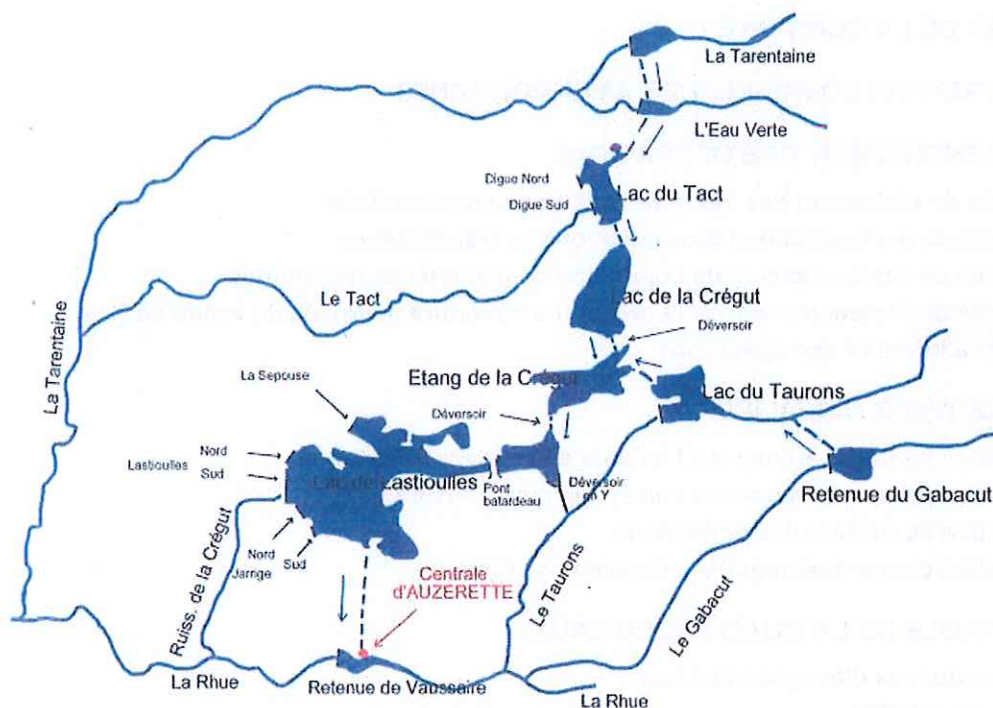 La Tarentaine
L'Eau Verte
Digue Nord
Lac du Tact
Digue Sud
Le Tact
Lac de la Crégut
Déversoir
La Tarentaine
Etang de la Crégut
La Sepouse
Lac du Taurons
Déversoir
Nord
Lastioulles
Sud
Lac de Lastioulles
Pont
batardeau
Déversoir
en Y
Retenue du Gabacut
Ruiss. de la Crégut
Nord
Jarrige
Sud
Centrale
d'AUZERETTE
Le Taurons
Le Gabacut
La Rhue
Retenue de Vaussaire
La Rhue